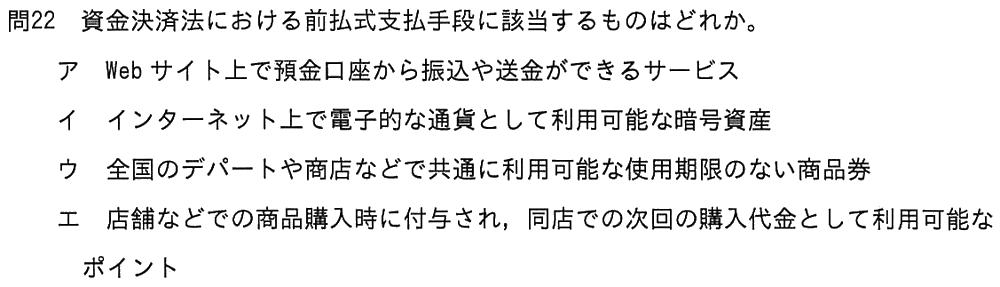 問22　資金決済法における前払式支払手段に該当するものはどれか。
ア　Webサイト上で預金口座から振込や送金ができるサービス
イ　インターネット上で電子的な通貨として利用可能な暗号資産
ウ　全国のデパートや商店などで共通に利用可能な使用期限のない商品券
エ　店舗などでの商品購入時に付与され，同店での次回の購入代金として利用可能な
ポイント